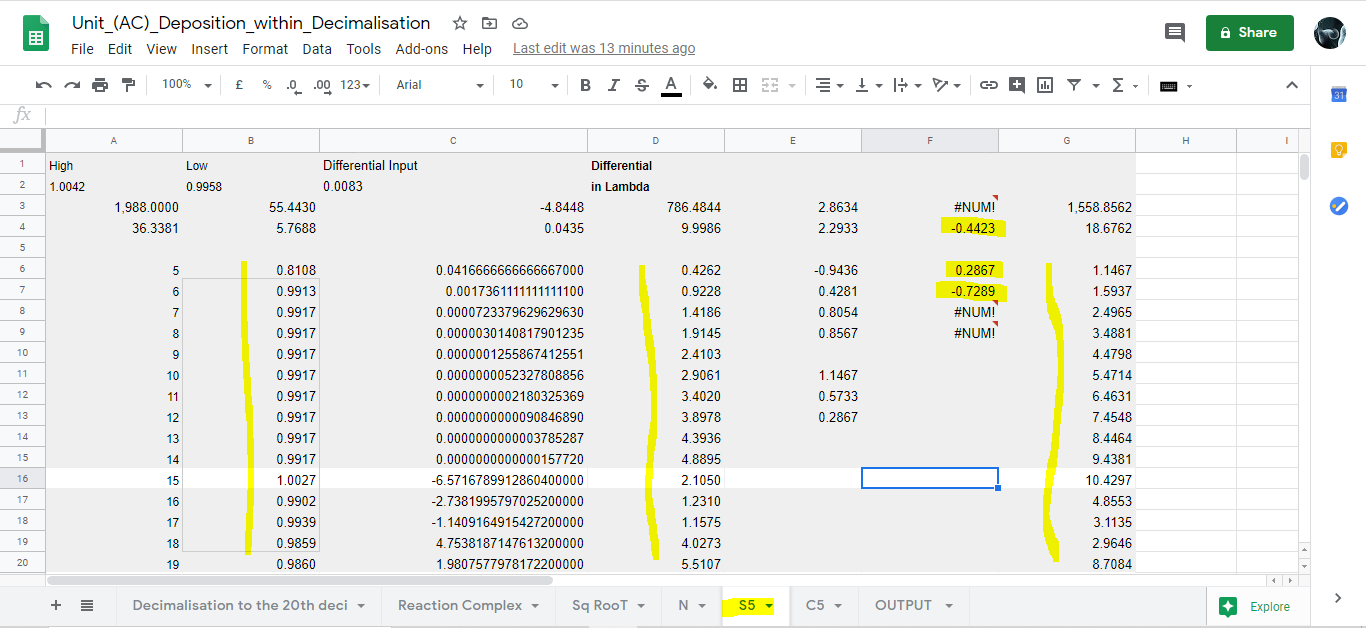 Unit_(AC)_Deposition_within_Decimalisation
File Edit View Insert Format Data Tools Add-ons Help Last edit was 13 minutes ago
Share
100% £ % .0 .00 123 Arial 10 B I S A
31
fx
A B C D E F G H I
1 High Low Differential Input Differential
2 1.0042 0.9958 0.0083 in Lambda
3 1,988.0000 55.4430 -4.8448 786.4844 2.8634 #NUM! 1,558.8562
4 36.3381 5.7688 0.0435 9.9986 2.2933 -0.4423 18.6762
5
6 5 0.8108 0.0416666666666667000 0.4262 -0.9436 0.2867 1.1467
7 6 0.9913 0.0017361111111111100 0.9228 0.4281 -0.7289 1.5937
8 7 0.9917 0.0000723379629629630 1.4186 0.8054 #NUM! 2.4965
9 8 0.9917 0.0000030140817901235 1.9145 0.8567 #NUM! 3.4881
10 9 0.9917 0.0000001255867412551 2.4103 4.4798
11 10 0.9917 0.0000000052327808856 2.9061 1.1467 5.4714
12 11 0.9917 0.0000000002180325369 3.4020 0.5733 6.4631
13 12 0.9917 0.0000000000090846890 3.8978 0.2867 7.4548
14 13 0.9917 0.0000000000003785287 4.3936 8.4464
15 14 0.9917 0.0000000000000157720 4.8895 9.4381
16 15 1.0027 -6.5716789912860400000 2.1050 10.4297
17 16 0.9902 -2.7381995797025200000 1.2310 4.8553
18 17 0.9939 -1.1409164915427200000 1.1575 3.1135
19 18 0.9859 4.7538187147613200000 4.0273 2.9646
20 19 0.9860 1.9807577978172200000 5.5107 8.7084
Decimalisation to the 20th deci Reaction Complex Sq RooT N S5 C5 OUTPUT Explore